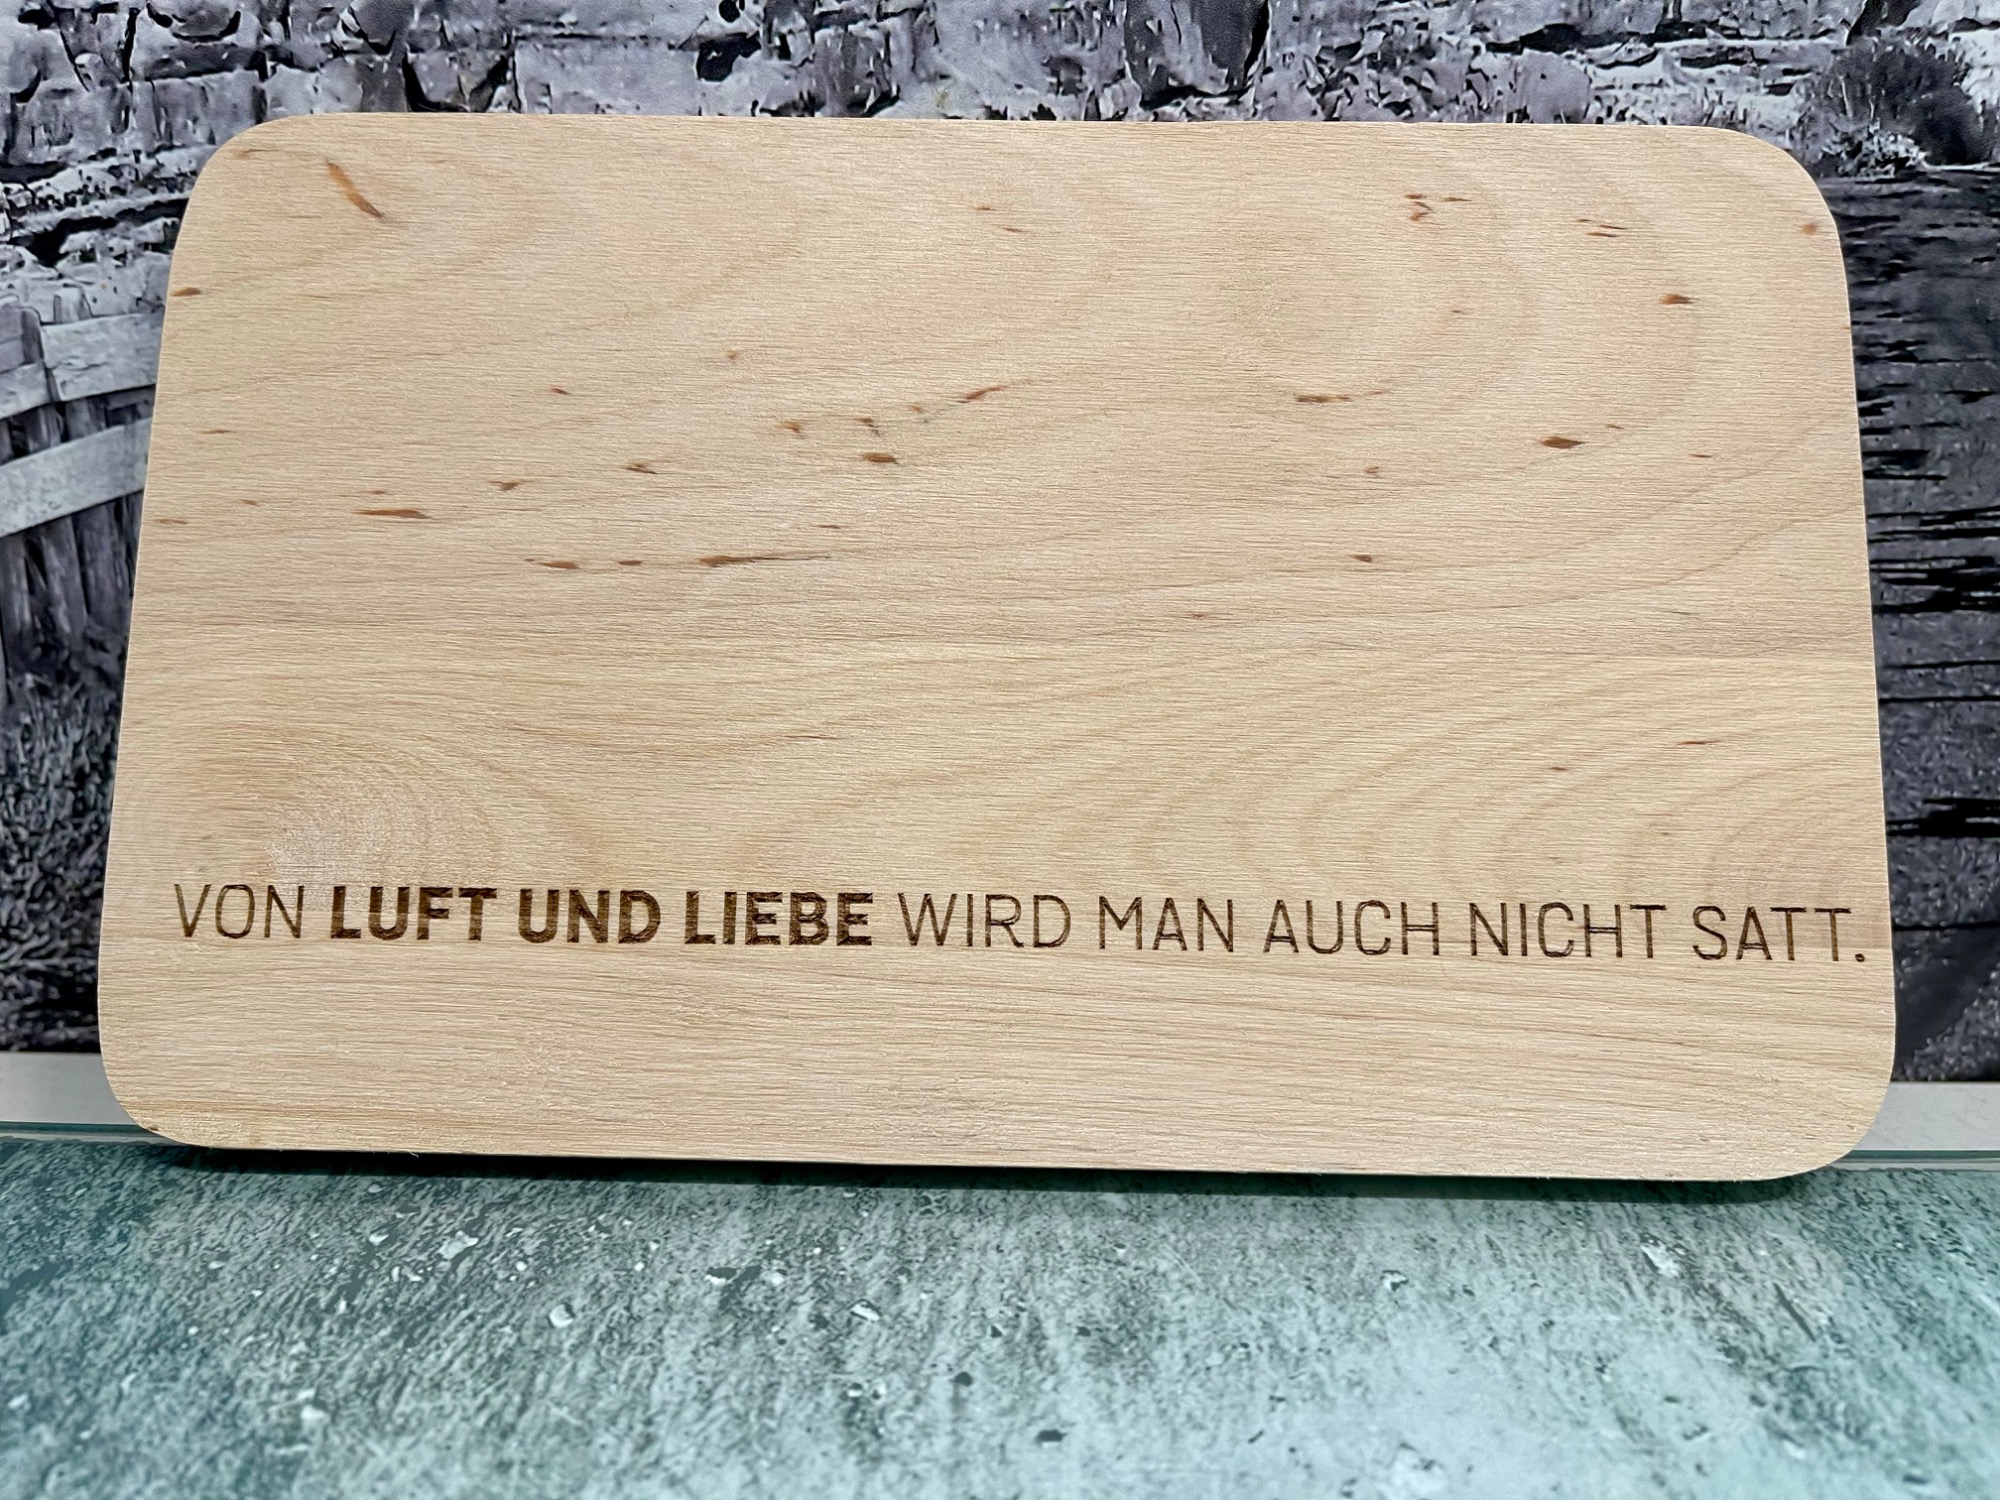 VON LUFT UND LIEBE WIRD MAN AUCH NICHT SATT.